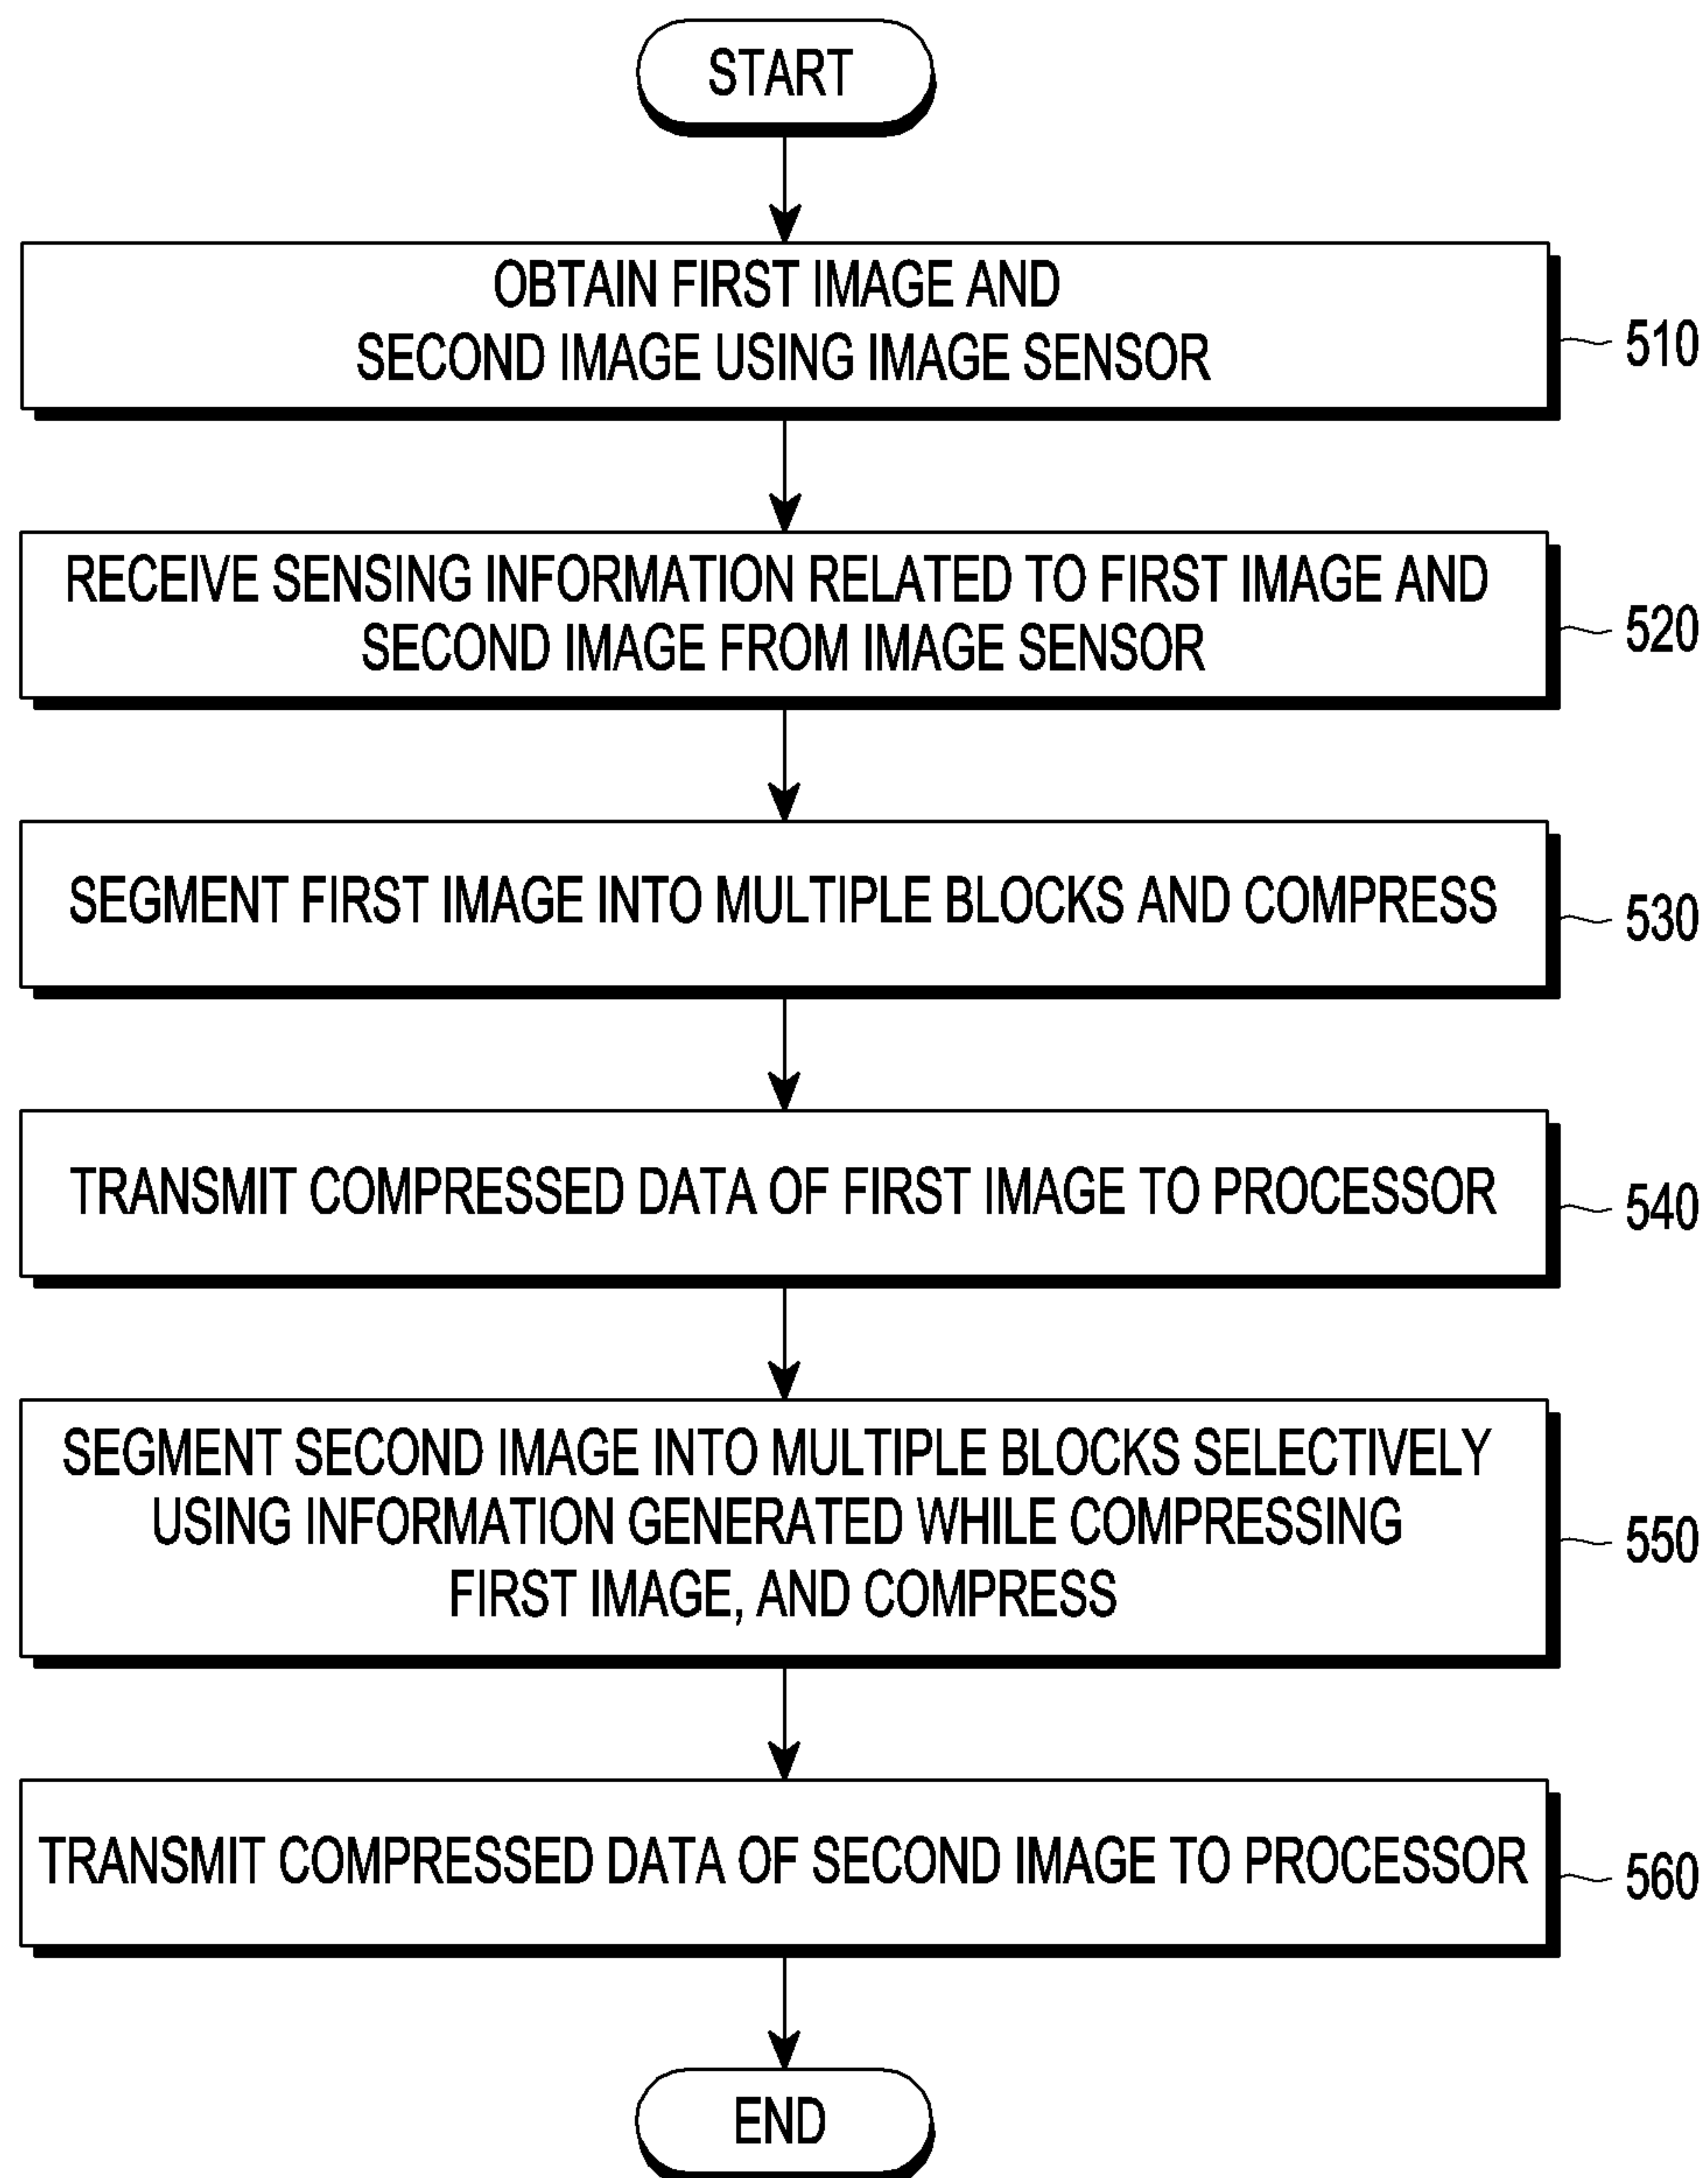 START
OBTAIN FIRST IMAGE AND
SECOND IMAGE USING IMAGE SENSOR
510
RECEIVE SENSING INFORMATION RELATED TO FIRST IMAGE AND
SECOND IMAGE FROM IMAGE SENSOR
520
SEGMENT FIRST IMAGE INTO MULTIPLE BLOCKS AND COMPRESS
530
TRANSMIT COMPRESSED DATA OF FIRST IMAGE TO PROCESSOR
540
SEGMENT SECOND IMAGE INTO MULTIPLE BLOCKS SELECTIVELY
USING INFORMATION GENERATED WHILE COMPRESSING
FIRST IMAGE, AND COMPRESS
550
TRANSMIT COMPRESSED DATA OF SECOND IMAGE TO PROCESSOR
560
END